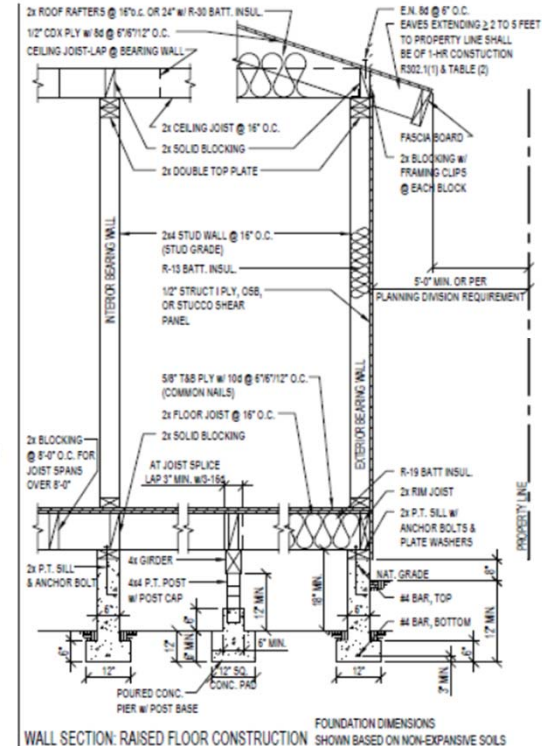 2x ROOF RAFTERS @ 16"o.c. OR 24" w/ R-30 BATT. INSUL.
1/2" CDX PLY w/ 8d @ 6"/6"/12" O.C.
CEILING JOIST-LAP @ BEARING WALL
E.N. 8d @ 6" O.C.
EAVES EXTENDING ≥ 2 TO 5 FEET
TO PROPERTY LINE SHALL
BE OF 1-HR CONSTUCTION
R302.1(1) & TABLE (2)
2x CEILING JOIST @ 16" O.C.
2x SOLID BLOCKING
2x DOUBLE TOP PLATE
FASCIA BOARD
2x BLOCKING w/
FRAMING CLIPS
@ EACH BLOCK
INTERIOR BEARING WALL
2x4 STUD WALL @ 16" O.C.
(STUD GRADE)
R-13 BATT. INSUL.
1/2" STRUCT I PLY, OSB,
OR STUCCO SHEAR
PANEL
5'-0" MIN. OR PER
PLANNING DIVISION REQUIREMENT
EXTERIOR BEARING WALL
PROPERTY LINE
5/8" T&B PLY w/ 10d @ 6"/6"/12" O.C.
(COMMON NAILS)
2x FLOOR JOIST @ 16" O.C.
2x SOLID BLOCKING
2x BLOCKING
@ 8'-0" O.C. FOR
JOIST SPANS
OVER 8'-0"
AT JOIST SPLICE
LAP 3" MIN. w/3-16d
R-19 BATT INSUL.
2x RIM JOIST
2x P.T. SILL w/
ANCHOR BOLTS &
PLATE WASHERS
2x P.T. SILL
& ANCHOR BOLT
4x GIRDER
4x4 P.T. POST
w/ POST CAP
12" MIN.
18" MIN.
NAT. GRADE
8"
#4 BAR, TOP
#4 BAR, BOTTOM
12" MIN.
6"
6"
6"
6"
12"
6" MIN.
6" MIN.
6"
3" MIN.
12"
12" SQ.
CONC. PAD
12"
POURED CONC.
PIER w/ POST BASE
WALL SECTION: RAISED FLOOR CONSTRUCTION
FOUNDATION DIMENSIONS
SHOWN BASED ON NON-EXPANSIVE SOILS